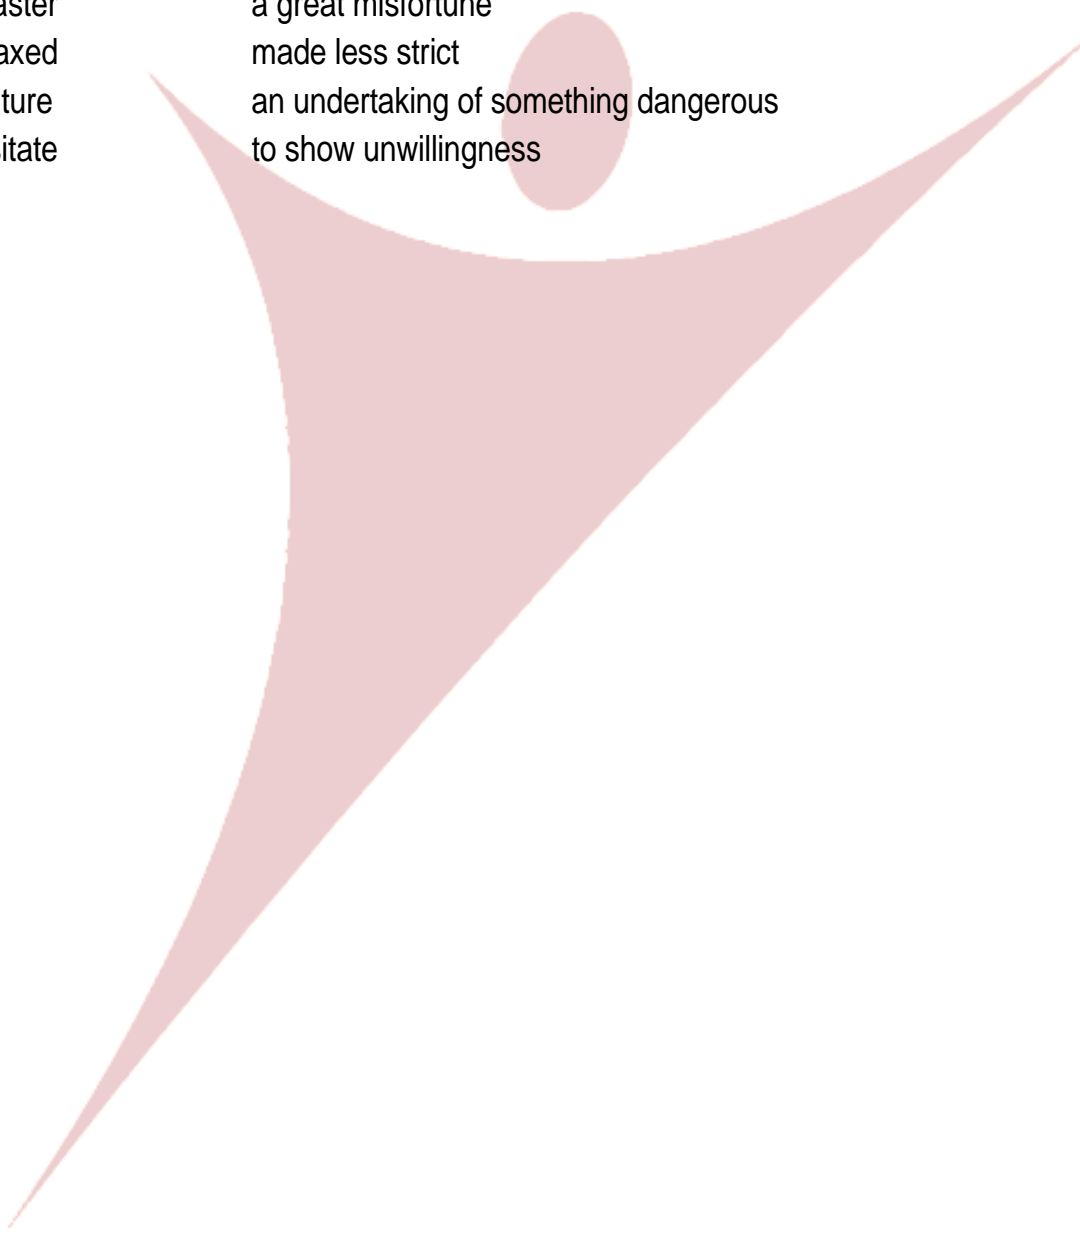 aster a great misfortune
axed made less strict
ture an undertaking of something dangerous
itate to show unwillingness